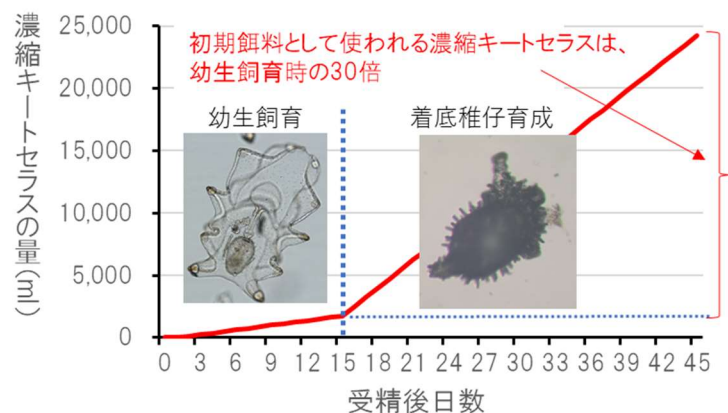 濃縮キートセラスの量(ml)
25,000
20,000
15,000
10,000
5,000
0
初期餌料として使われる濃縮キートセラスは、
幼生飼育時の30倍
幼生飼育
着底稚仔育成
0 3 6 9 12 15 18 21 24 27 30 33 36 39 42 45
受精後日数